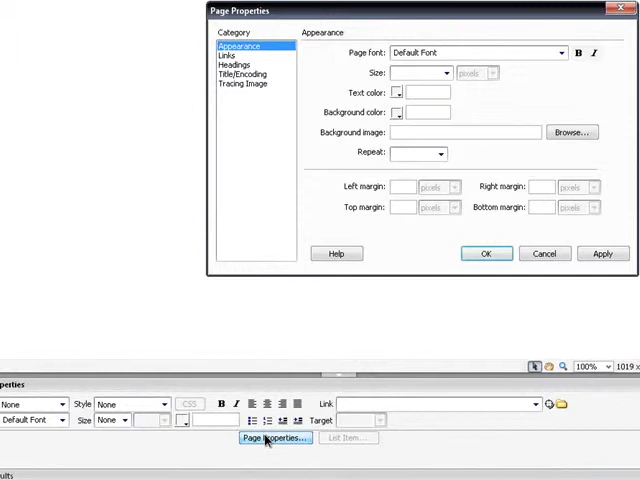 Page Properties
Category
Appearance
Links
Headings
Title/Encoding
Tracing Image
Appearance
Page font: Default Font B I
Size: pixels
Text color:
Background color:
Background image: Browse...
Repeat:
Left margin: pixels Right margin: pixels
Top margin: pixels Bottom margin: pixels
Help OK Cancel Apply
100% 1019 x
perties
None Style None CSS B I Link
Default Font Size None Target
Page Properties... List Item...
ults